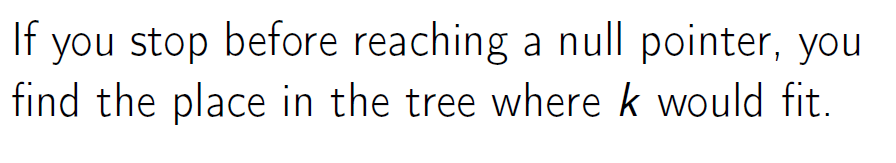 If you stop before reaching a null pointer, you
find the place in the tree where k would fit.